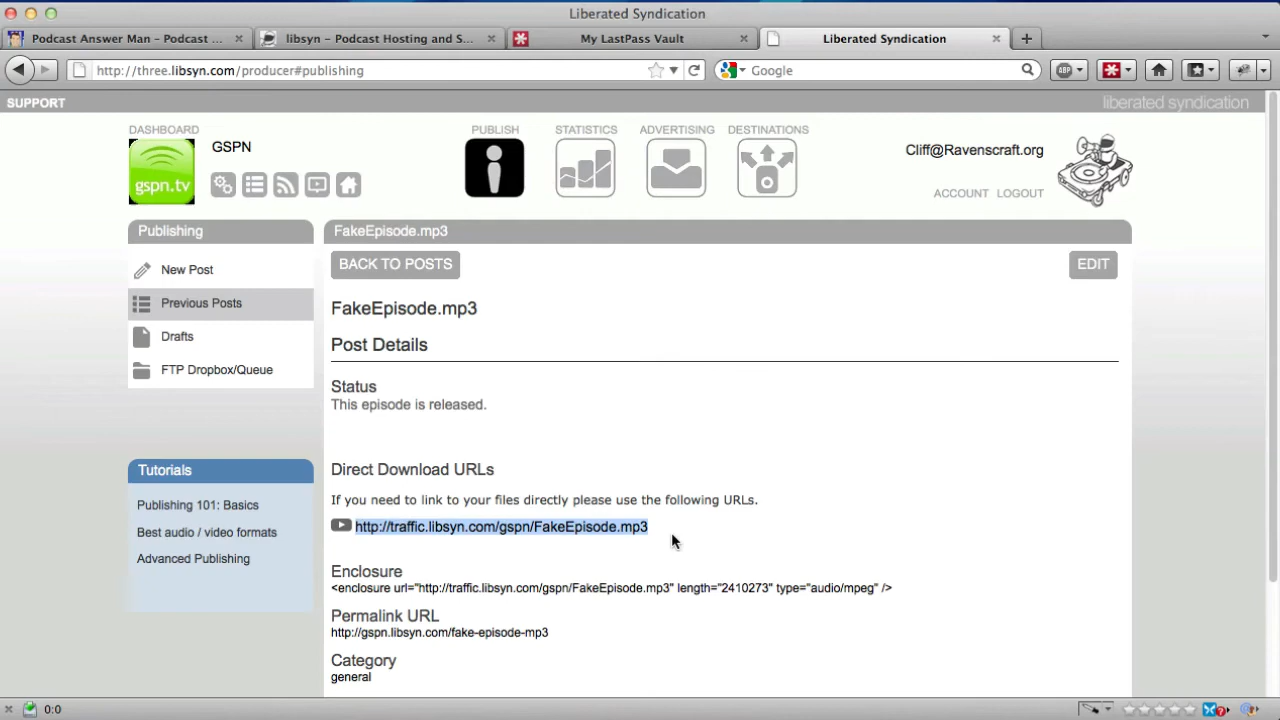 Liberated Syndication
Podcast Answer Man - Podcast ...
libsyn - Podcast Hosting and S...
My LastPass Vault
Liberated Syndication
http://three.libsyn.com/producer#publishing
Google
ABP
SUPPORT
liberated syndication
DASHBOARD
PUBLISH
STATISTICS
ADVERTISING
DESTINATIONS
gspn.tv
GSPN
Cliff@Ravenscraft.org
ACCOUNT LOGOUT
Publishing
FakeEpisode.mp3
New Post
Previous Posts
Drafts
FTP Dropbox/Queue
BACK TO POSTS
EDIT
FakeEpisode.mp3
Post Details
Status
This episode is released.
Tutorials
Publishing 101: Basics
Best audio / video formats
Advanced Publishing
Direct Download URLs
If you need to link to your files directly please use the following URLs.
http://traffic.libsyn.com/gspn/FakeEpisode.mp3
Enclosure
<enclosure url="http://traffic.libsyn.com/gspn/FakeEpisode.mp3" length="2410273" type="audio/mpeg" />
Permalink URL
http://gspn.libsyn.com/fake-episode-mp3
Category
general
0:0